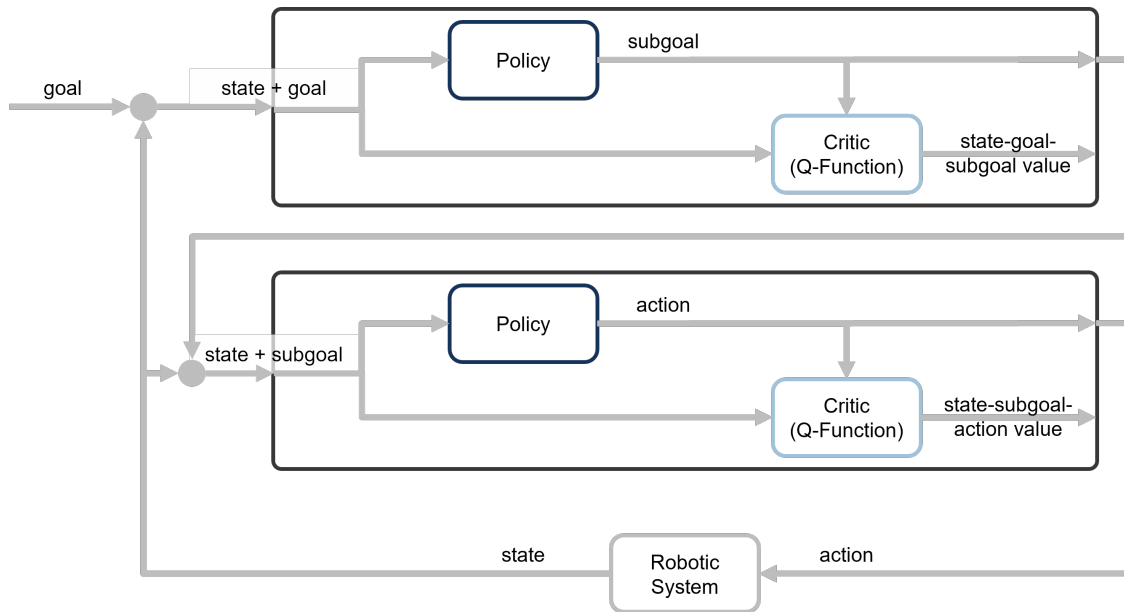 goal
state + goal
Policy
subgoal
Critic
(Q-Function)
state-goal-
subgoal value
state + subgoal
Policy
action
Critic
(Q-Function)
state-subgoal-
action value
state
Robotic
System
action